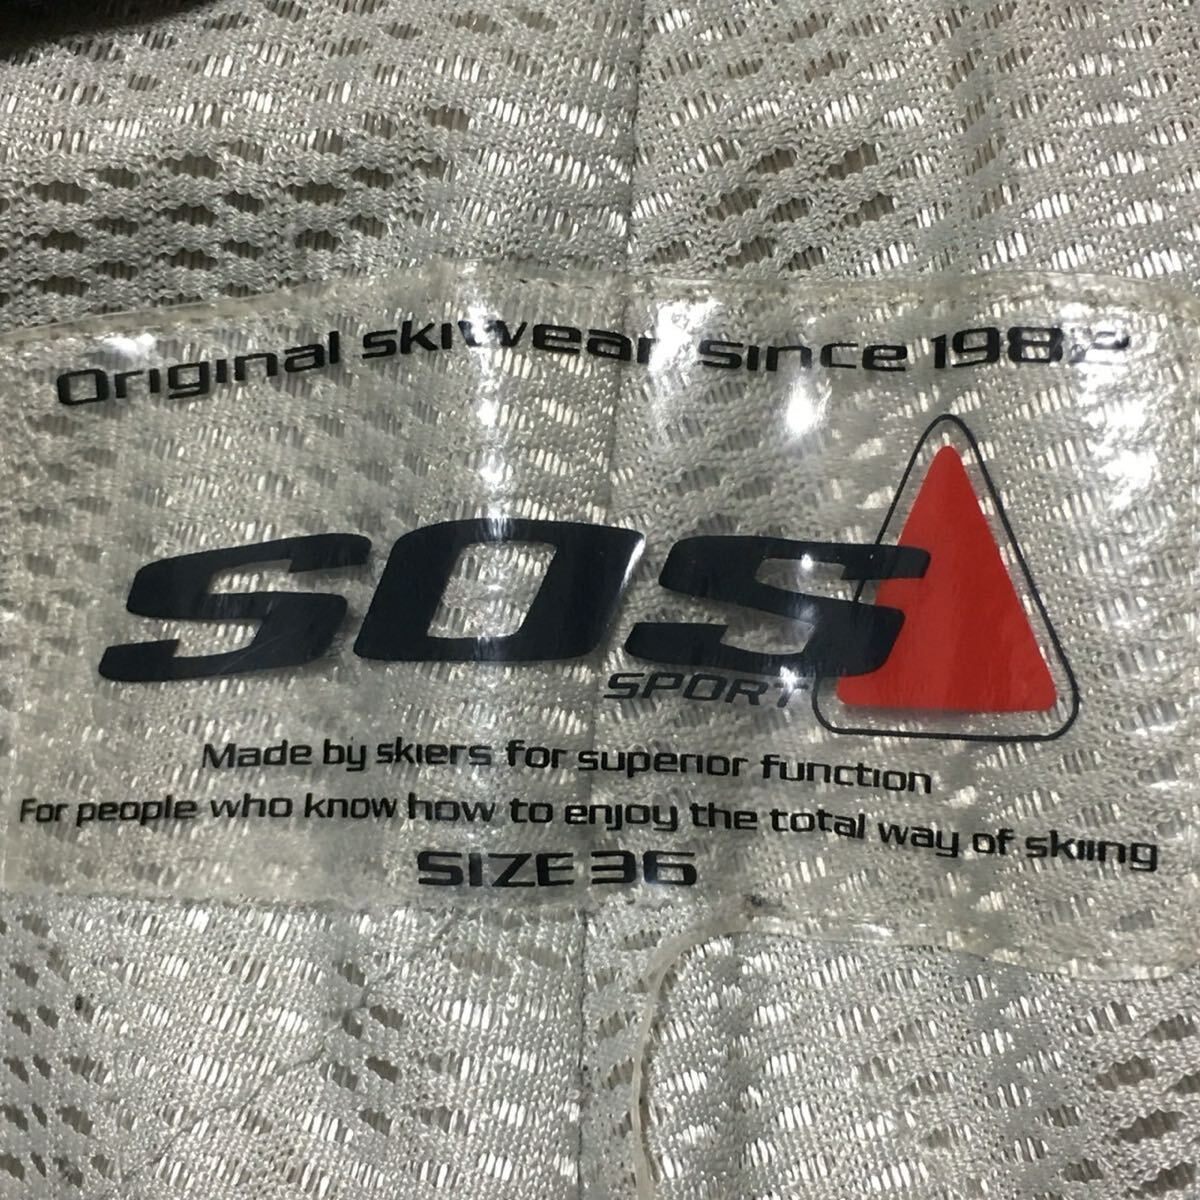 Original skiwear since 1982
SOS
SPORT
Made by skiers for superior function
For people who know how to enjoy the total way of skiing
SIZE 36